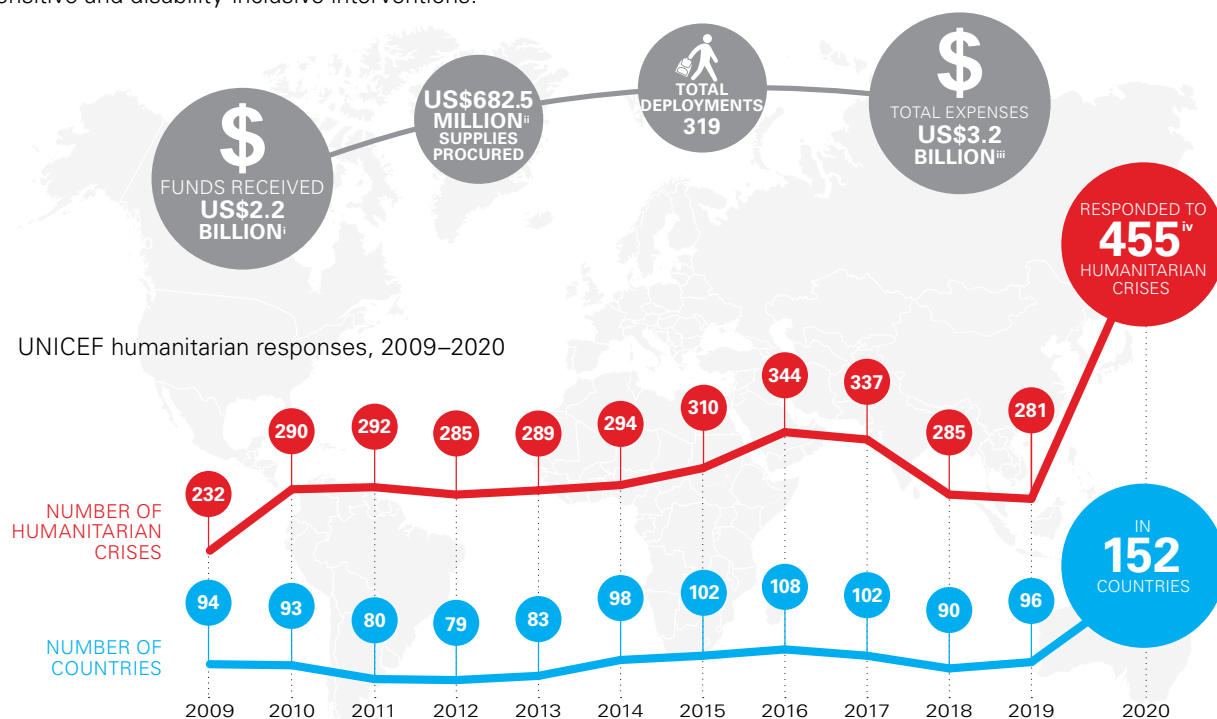 $
FUNDS RECEIVED
US$2.2
BILLIONⁱ
US$682.5
MILLIONⁱⁱ
SUPPLIES
PROCURED
TOTAL
DEPLOYMENTS
319
$
TOTAL EXPENSES
US$3.2
BILLIONⁱⁱⁱ
RESPONDED TO
455ⁱᵛ
HUMANITARIAN
CRISES
UNICEF humanitarian responses, 2009–2020
NUMBER OF
HUMANITARIAN
CRISES
232
290
292
285
289
294
310
344
337
285
281
NUMBER OF
COUNTRIES
94
93
80
79
83
98
102
108
102
90
96
IN
152
COUNTRIES
2009 2010 2011 2012 2013 2014 2015 2016 2017 2018 2019 2020